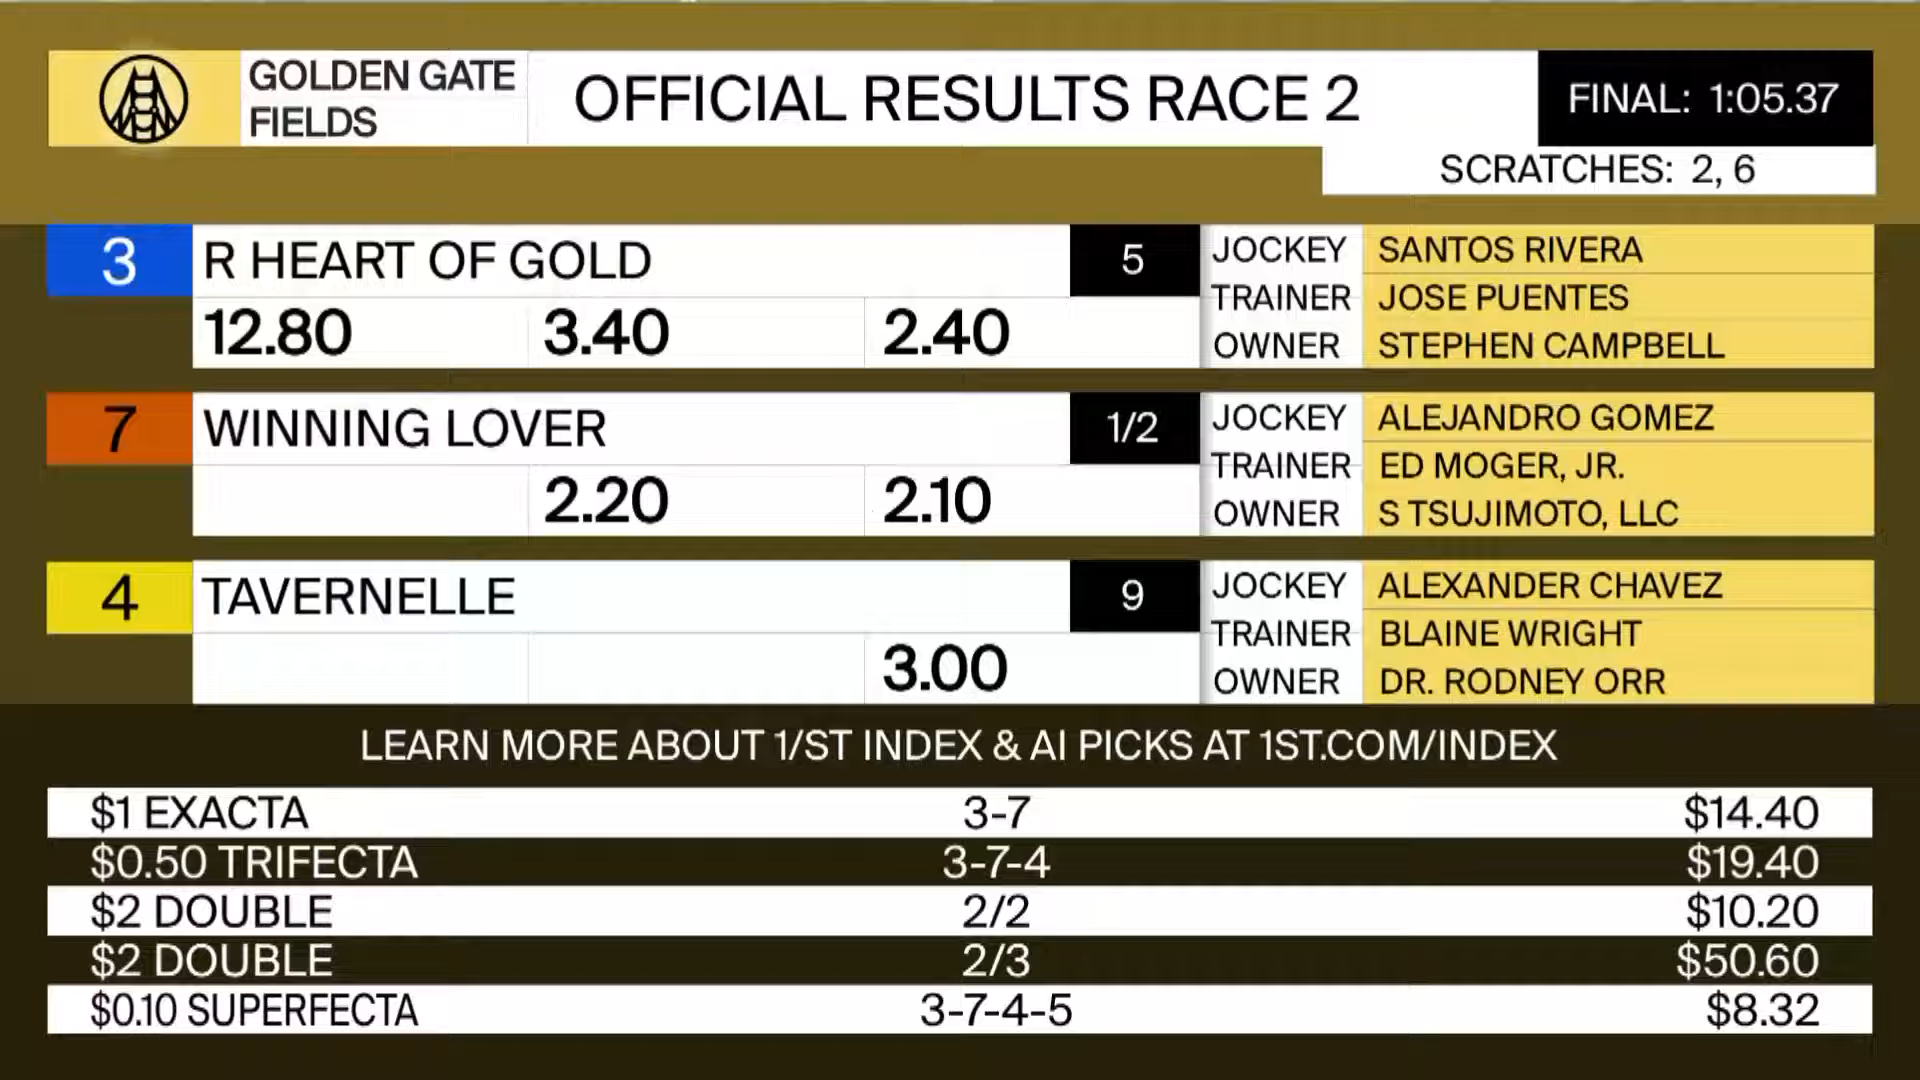 GOLDEN GATE
FIELDS
OFFICIAL RESULTS RACE 2
FINAL: 1:05.37
SCRATCHES: 2, 6
3
R HEART OF GOLD
5
12.80 3.40 2.40
JOCKEY SANTOS RIVERA
TRAINER JOSE PUENTES
OWNER STEPHEN CAMPBELL
7
WINNING LOVER
1/2
2.20 2.10
JOCKEY ALEJANDRO GOMEZ
TRAINER ED MOGER, JR.
OWNER S TSUJIMOTO, LLC
4
TAVERNELLE
9
3.00
JOCKEY ALEXANDER CHAVEZ
TRAINER BLAINE WRIGHT
OWNER DR. RODNEY ORR
LEARN MORE ABOUT 1/ST INDEX & AI PICKS AT 1ST.COM/INDEX
$1 EXACTA 3-7 $14.40
$0.50 TRIFECTA 3-7-4 $19.40
$2 DOUBLE 2/2 $10.20
$2 DOUBLE 2/3 $50.60
$0.10 SUPERFECTA 3-7-4-5 $8.32